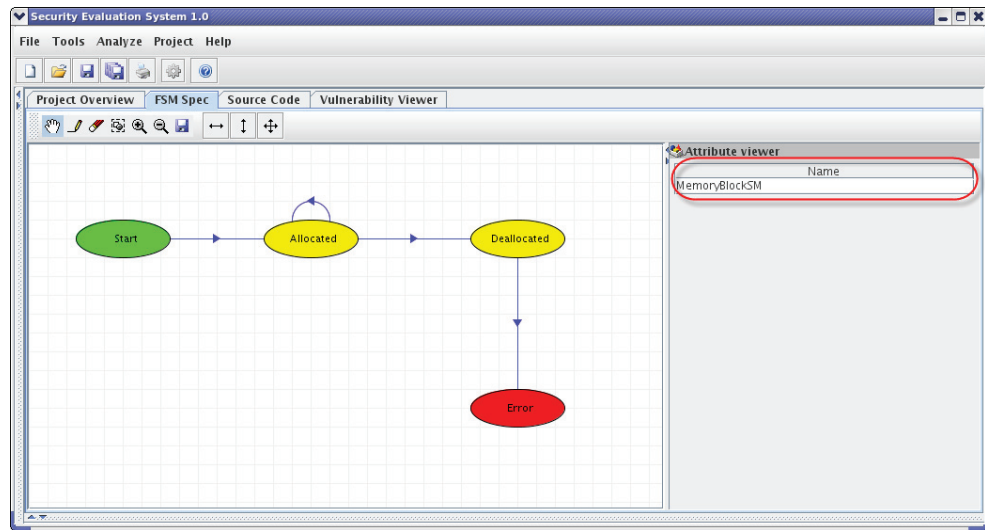 Security Evaluation System 1.0
File Tools Analyze Project Help
Project Overview FSM Spec Source Code Vulnerability Viewer
Attribute viewer
Name
MemoryBlockSM
Start
Allocated
Deallocated
Error